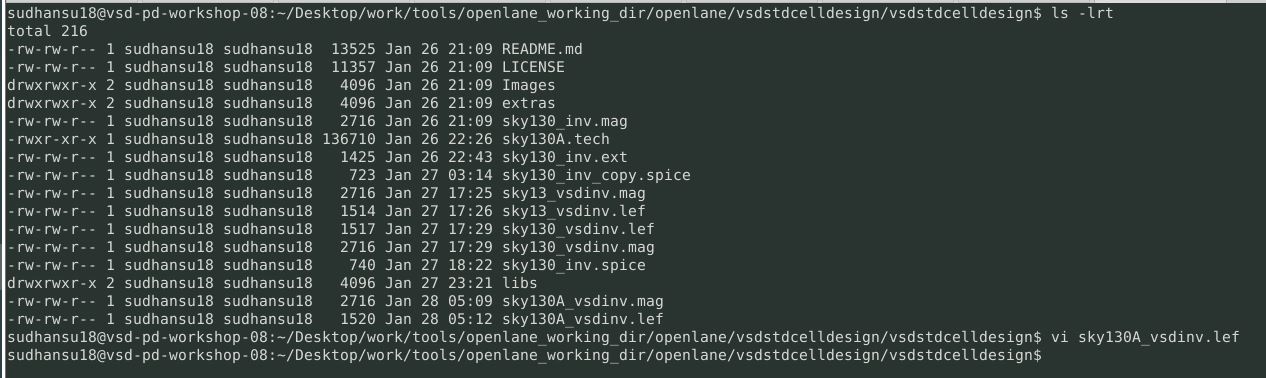 sudhansu18@vsd-pd-workshop-08:~/Desktop/work/tools/openlane_working_dir/openlane/vsdstdcelldesign/vsdstdcelldesign$ ls -lrt
total 216
-rw-rw-r-- 1 sudhansu18 sudhansu18  13525 Jan 26 21:09 README.md
-rw-rw-r-- 1 sudhansu18 sudhansu18  11357 Jan 26 21:09 LICENSE
drwxrwxr-x 2 sudhansu18 sudhansu18   4096 Jan 26 21:09 Images
drwxrwxr-x 2 sudhansu18 sudhansu18   4096 Jan 26 21:09 extras
-rw-rw-r-- 1 sudhansu18 sudhansu18   2716 Jan 26 21:09 sky130_inv.mag
-rwxr-xr-x 1 sudhansu18 sudhansu18 136710 Jan 26 22:26 sky130A.tech
-rw-rw-r-- 1 sudhansu18 sudhansu18   1425 Jan 26 22:43 sky130_inv.ext
-rw-rw-r-- 1 sudhansu18 sudhansu18    723 Jan 27 03:14 sky130_inv_copy.spice
-rw-rw-r-- 1 sudhansu18 sudhansu18   2716 Jan 27 17:25 sky13_vsdinv.mag
-rw-rw-r-- 1 sudhansu18 sudhansu18   1514 Jan 27 17:26 sky13_vsdinv.lef
-rw-rw-r-- 1 sudhansu18 sudhansu18   1517 Jan 27 17:29 sky130_vsdinv.lef
-rw-rw-r-- 1 sudhansu18 sudhansu18   2716 Jan 27 17:29 sky130_vsdinv.mag
-rw-rw-r-- 1 sudhansu18 sudhansu18    740 Jan 27 18:22 sky130_inv.spice
drwxrwxr-x 2 sudhansu18 sudhansu18   4096 Jan 27 23:21 libs
-rw-rw-r-- 1 sudhansu18 sudhansu18   2716 Jan 28 05:09 sky130A_vsdinv.mag
-rw-rw-r-- 1 sudhansu18 sudhansu18   1520 Jan 28 05:12 sky130A_vsdinv.lef
sudhansu18@vsd-pd-workshop-08:~/Desktop/work/tools/openlane_working_dir/openlane/vsdstdcelldesign/vsdstdcelldesign$ vi sky130A_vsdinv.lef
sudhansu18@vsd-pd-workshop-08:~/Desktop/work/tools/openlane_working_dir/openlane/vsdstdcelldesign/vsdstdcelldesign$